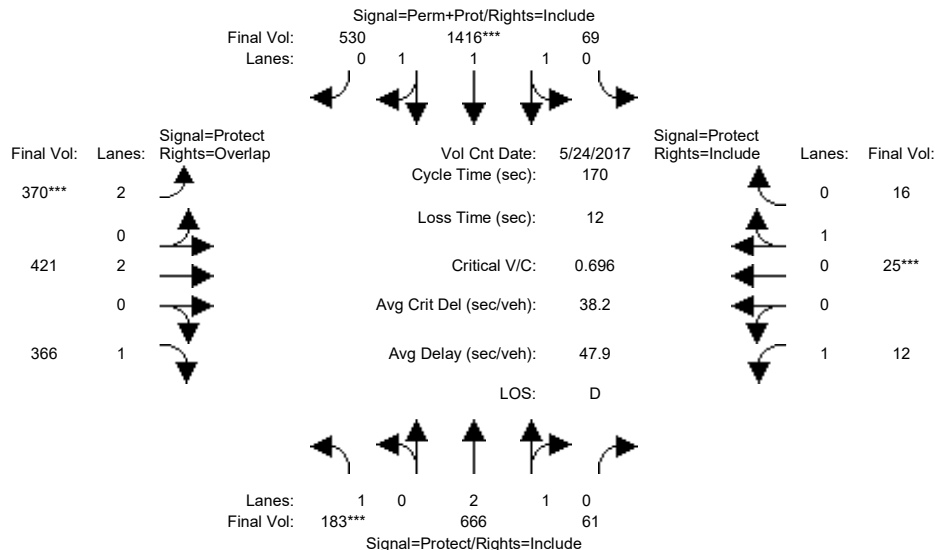 Signal=Perm+Prot/Rights=Include
Final Vol: 530 1416*** 69
Lanes: 0 1 1 1 0
Signal=Protect Signal=Protect
Final Vol: Lanes: Rights=Overlap Vol Cnt Date: 5/24/2017 Rights=Include Lanes: Final Vol:
Cycle Time (sec): 170
370*** 2 0 16
Loss Time (sec): 12
0 1
421 2 Critical V/C: 0.696 0 25***
0 Avg Crit Del (sec/veh): 38.2 0
366 1 Avg Delay (sec/veh): 47.9 1 12
LOS: D
Lanes: 1 0 2 1 0
Final Vol: 183*** 666 61
Signal=Protect/Rights=Include